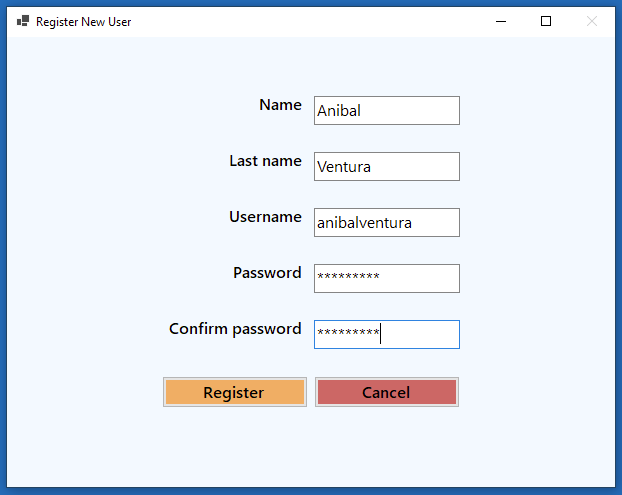 Register New User
Name Anibal
Last name Ventura
Username anibalventura
Password *********
Confirm password *********
Register Cancel